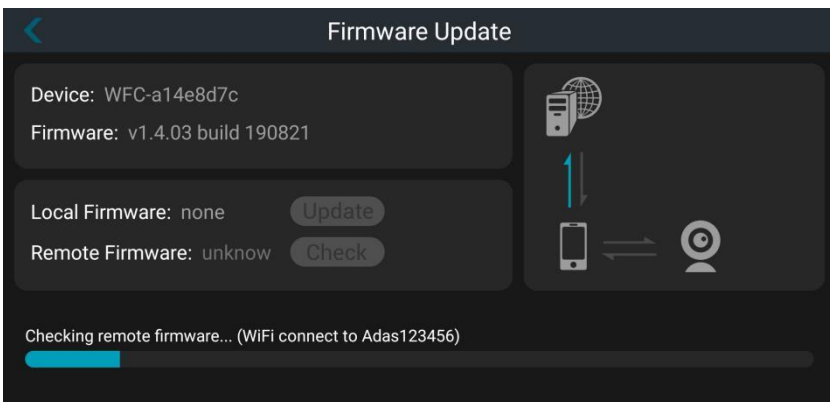 Firmware Update
Device: WFC-a14e8d7c
Firmware: v1.4.03 build 190821
Local Firmware: none Update
Remote Firmware: unknow Check
Checking remote firmware... (WiFi connect to Adas123456)